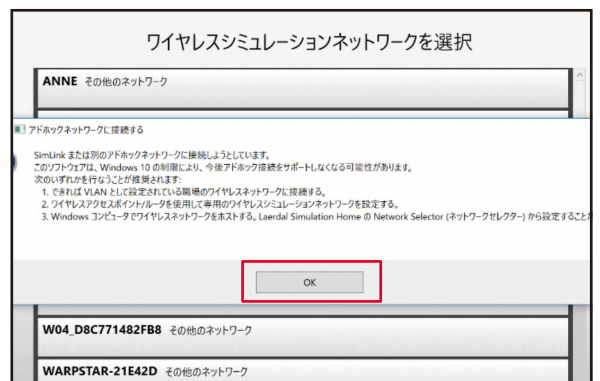 ワイヤレスシミュレーションネットワークを選択
ANNE その他のネットワーク
アドホックネットワークに接続する
SimLink または別のアドホックネットワークに接続しようとしています。
このソフトウェアは、Windows 10 の制限により、今後アドホック接続をサポートしなくなる可能性があります。
次のいずれかを行なうことが推奨されます:
1. できれば VLAN として設定されている職場のワイヤレスネットワークに接続する。
2. ワイヤレスアクセスポイント/ルータを使用して専用のワイヤレスシミュレーションネットワークを設定する。
3. Windows コンピュータでワイヤレスネットワークをホストする。Laerdal Simulation Home の Network Selector (ネットワークセレクター) から設定することが
OK
W04_D8C771482FB8 その他のネットワーク
WARPSTAR-21E42D その他のネットワーク